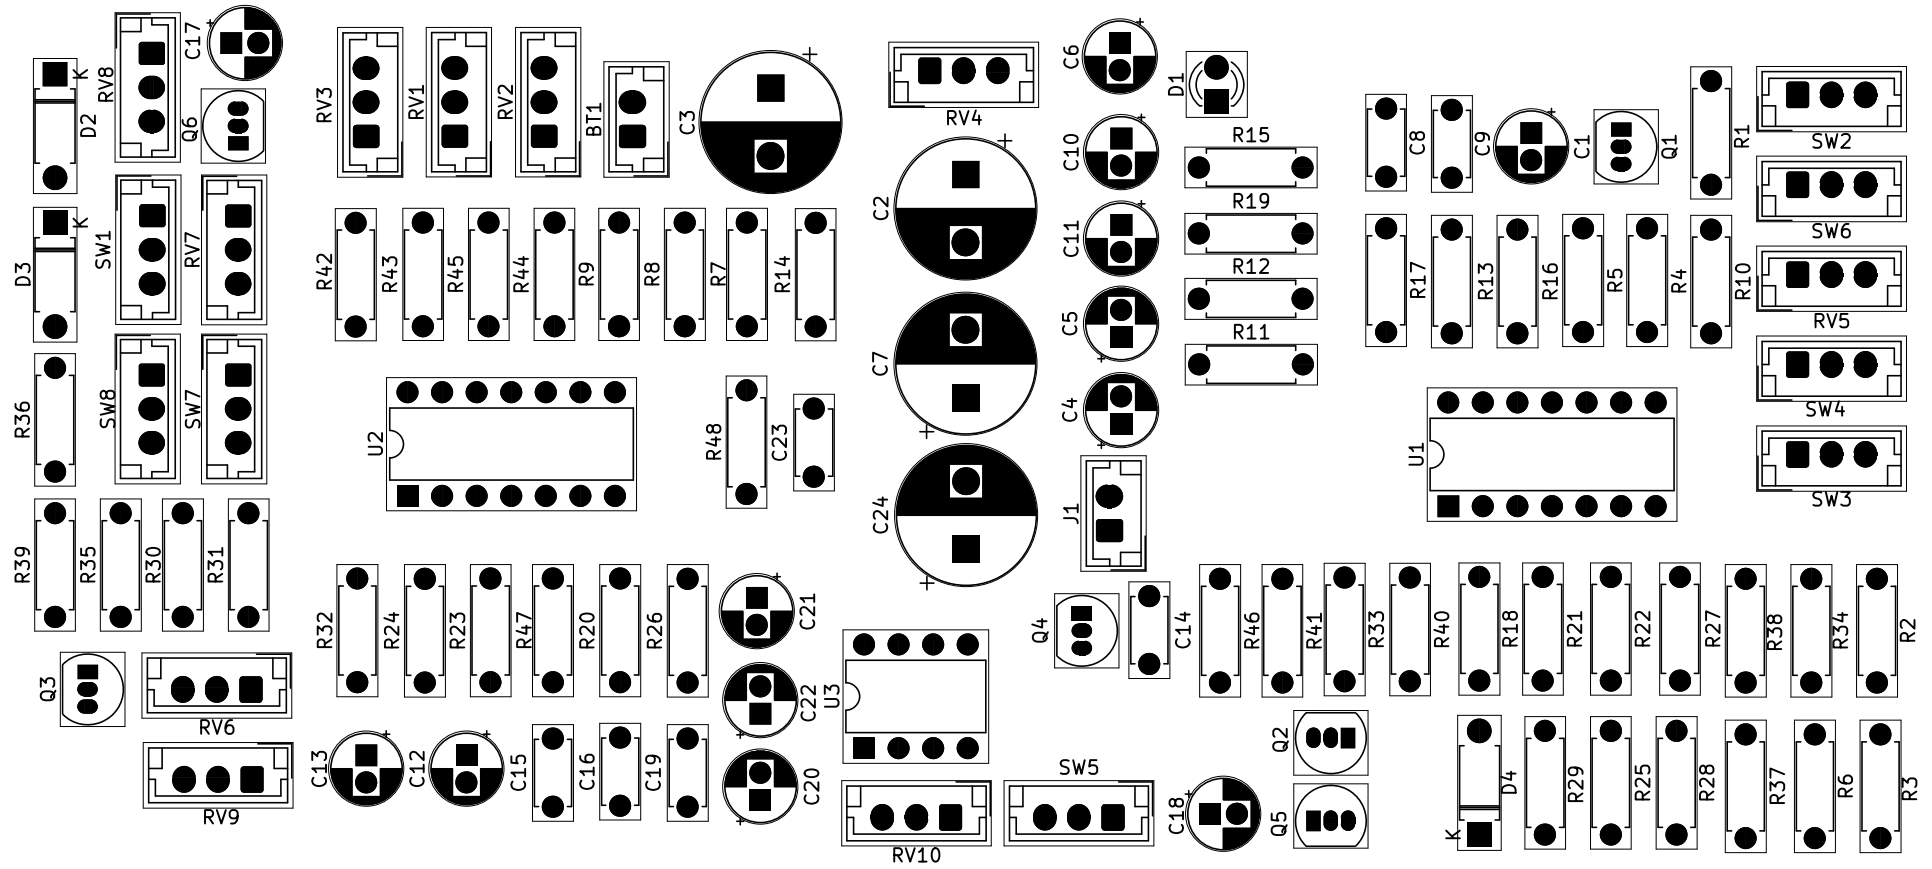 C17
RV8
K
D2
Q6
RV3
RV1
RV2
BT1
C3
RV4
C6
D1
C10
R15
C8
C9
C1
Q1
R1
SW2
K
D3
SW1
RV7
R42
R43
R45
R44
R9
R8
R7
R14
C2
C11
R19
R12
R11
R17
R13
R16
R5
R4
R10
SW6
RV5
SW4
SW3
C5
C7
C4
R36
SW8
SW7
U2
R48
C23
C24
J1
U1
R39
R35
R30
R31
R32
R24
R23
R47
R20
R26
C21
C22
U3
Q4
C14
R46
R41
R33
R40
R18
R21
R22
R27
R38
R34
R2
Q3
RV6
RV9
C13
C12
C15
C16
C19
C20
RV10
SW5
C18
Q2
Q5
K
D4
R29
R25
R28
R37
R6
R3